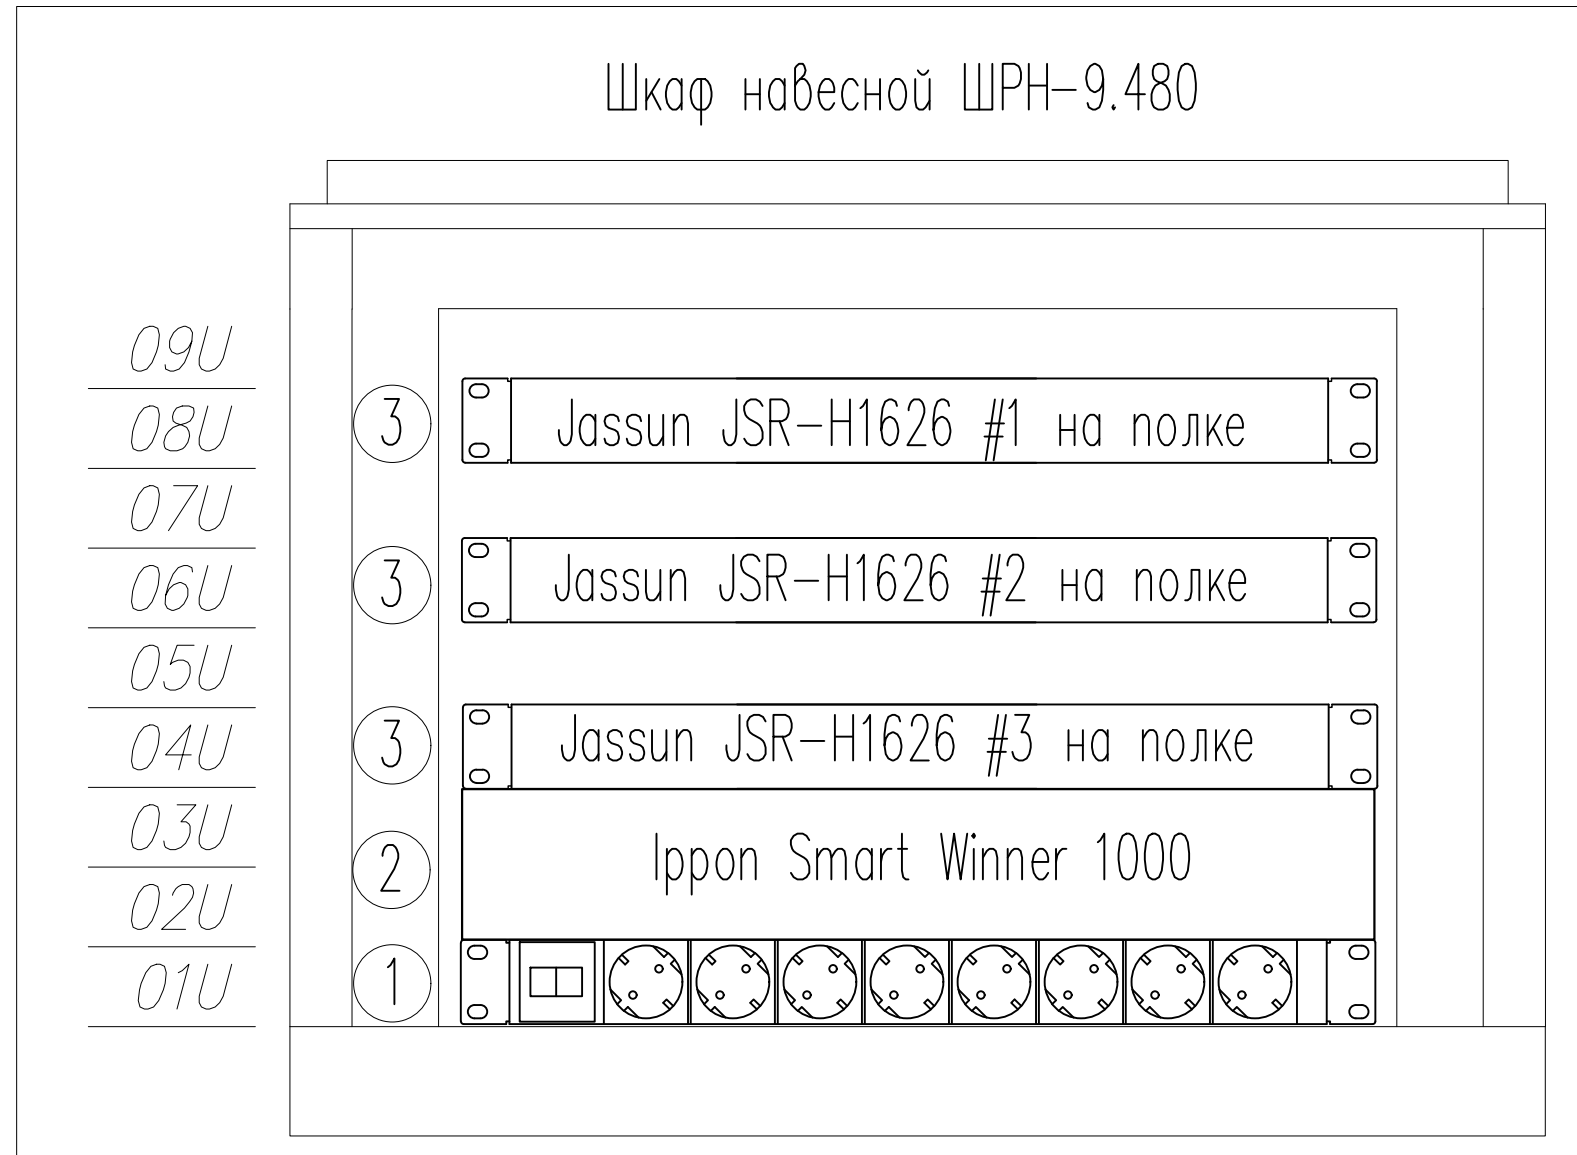 Шкаф навесной ШРН-9.480
09U
08U
3
Jassun JSR-H1626 #1 на полке
07U
06U
3
Jassun JSR-H1626 #2 на полке
05U
04U
3
Jassun JSR-H1626 #3 на полке
03U
2
Ippon Smart Winner 1000
02U
01U
1